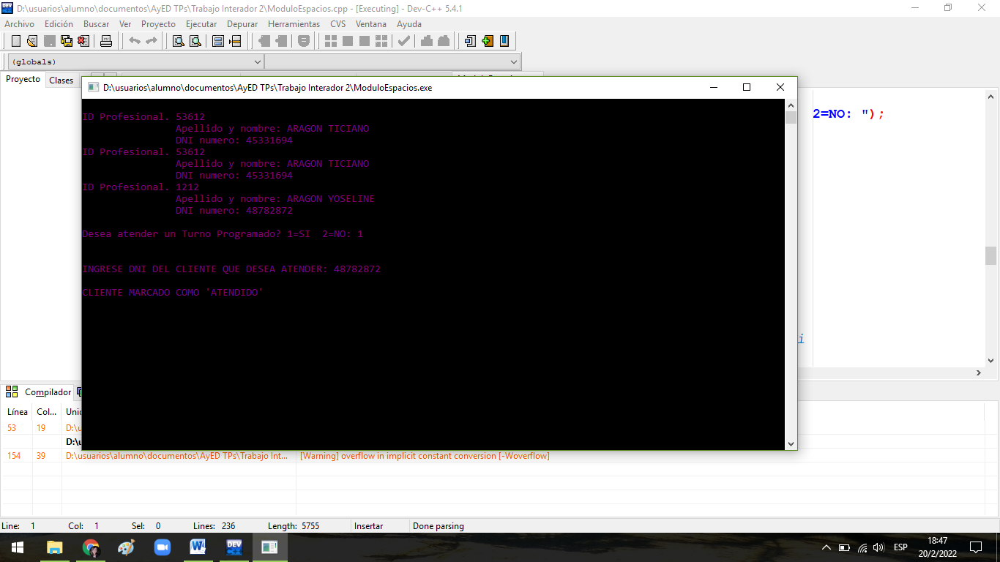 D:\usuarios\alumno\documentos\AyED TPs\Trabajo Interador 2\ModuloEspacios.cpp - [Executing] - Dev-C++ 5.4.1
Archivo Edición Buscar Ver Proyecto Ejecutar Depurar Herramientas CVS Ventana Ayuda
(globals)
Proyecto Clases
D:\usuarios\alumno\documentos\AyED TPs\Trabajo Interador 2\ModuloEspacios.exe
2=NO: ");
ID Profesional. 53612
Apellido y nombre: ARAGON TICIANO
DNI numero: 45331694
ID Profesional. 53612
Apellido y nombre: ARAGON TICIANO
DNI numero: 45331694
ID Profesional. 1212
Apellido y nombre: ARAGON YOSELINE
DNI numero: 48782872
Desea atender un Turno Programado? 1=SI 2=NO: 1
INGRESE DNI DEL CLIENTE QUE DESEA ATENDER: 48782872
CLIENTE MARCADO COMO 'ATENDIDO'
i
Compilador
Línea Col... Unid
53 19 D:\u
D:\u
154 39 D:\usuarios\alumno\documentos\AyED TPs\Trabajo Int... [Warning] overflow in implicit constant conversion [-Woverflow]
Line: 1 Col: 1 Sel: 0 Lines: 236 Length: 5755 Insertar Done parsing
DEV
ESP
18:47
20/2/2022